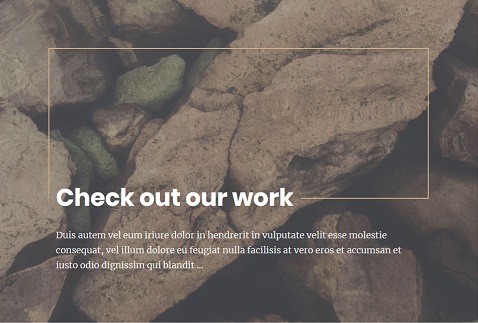 Check out our work
Duis autem vel eum iriure dolor in hendrerit in vulputate velit esse molestie
consequat, vel illum dolore eu feugiat nulla facilisis at vero eros et accumsan et
iusto odio dignissim qui blandit ...